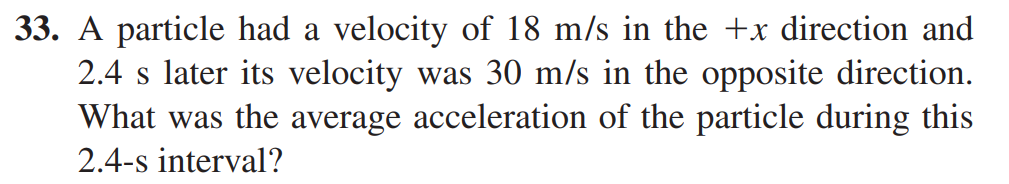 33. A particle had a velocity of 18 m/s in the +x direction and
2.4 s later its velocity was 30 m/s in the opposite direction.
What was the average acceleration of the particle during this
2.4-s interval?